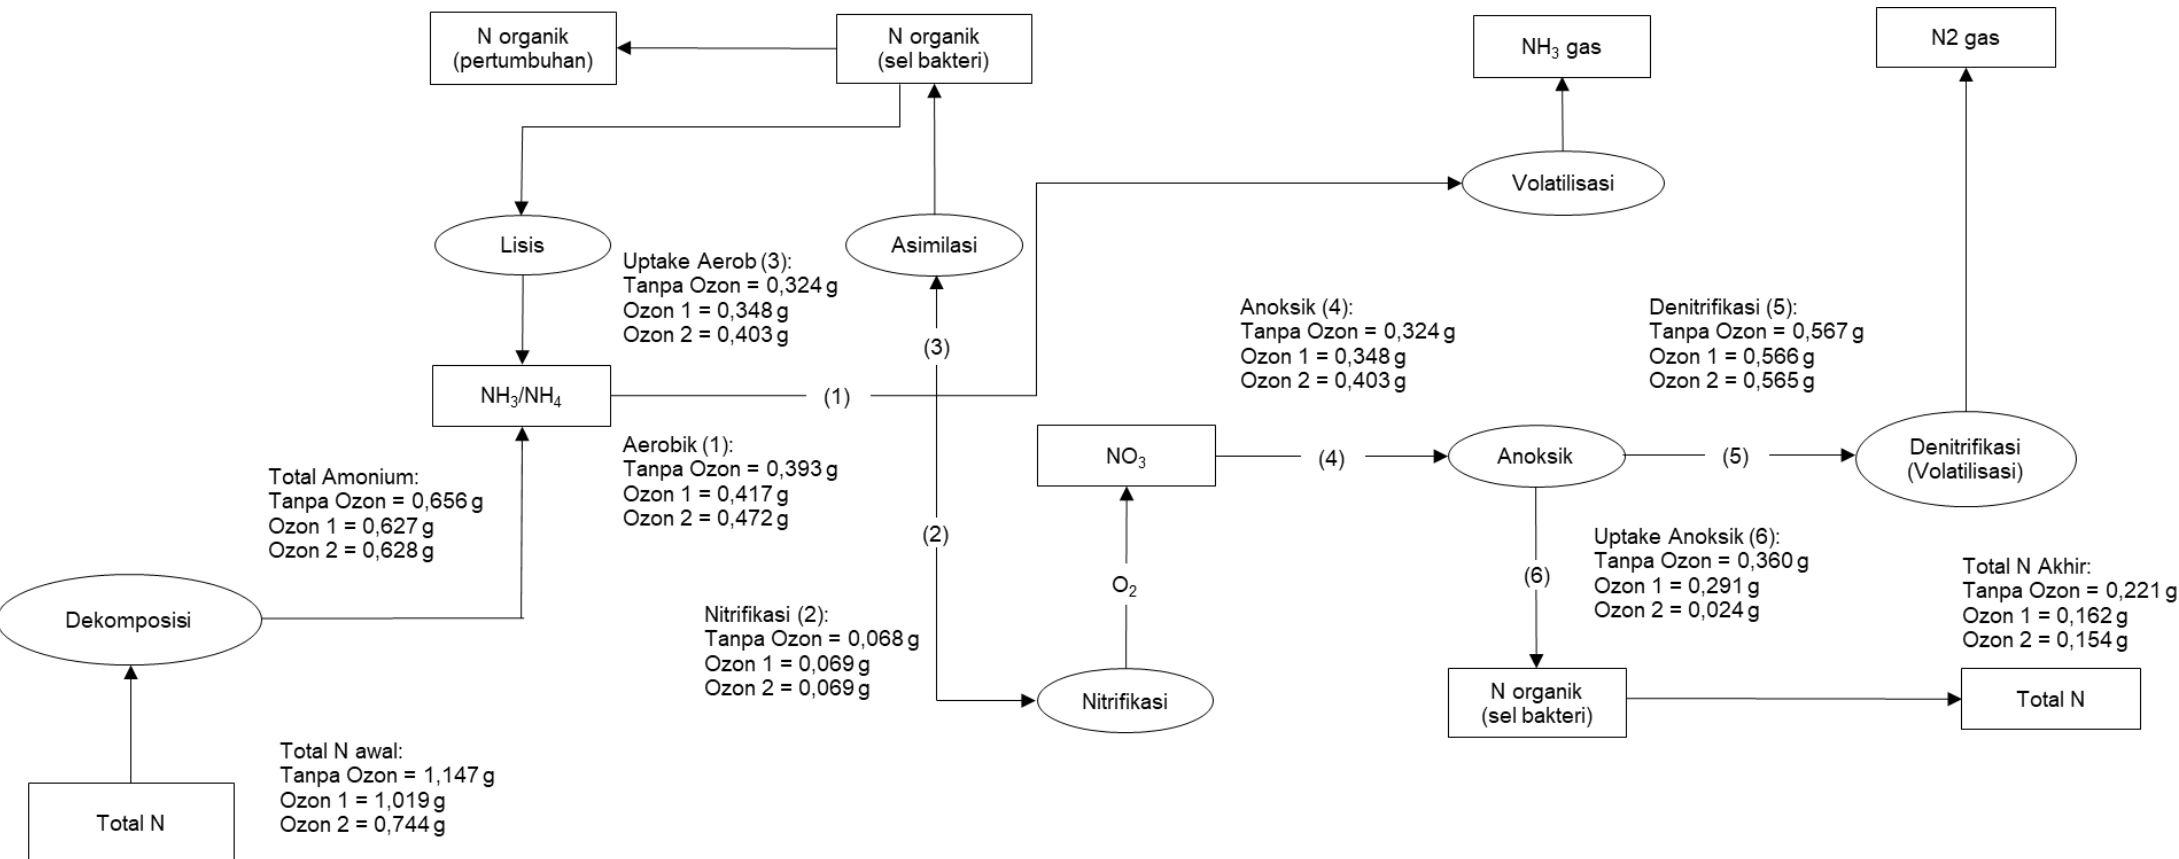 N organik
(pertumbuhan)
N organik
(sel bakteri)
NH₃ gas
N2 gas
Volatilisasi
Lisis
Asimilasi
Uptake Aerob (3):
Tanpa Ozon = 0,324 g
Ozon 1 = 0,348 g
Ozon 2 = 0,403 g
(3)
Anoksik (4):
Tanpa Ozon = 0,324 g
Ozon 1 = 0,348 g
Ozon 2 = 0,403 g
Denitrifikasi (5):
Tanpa Ozon = 0,567 g
Ozon 1 = 0,566 g
Ozon 2 = 0,565 g
NH₃/NH₄
(1)
Aerobik (1):
Tanpa Ozon = 0,393 g
Ozon 1 = 0,417 g
Ozon 2 = 0,472 g
NO₃
(4)
Anoksik
(5)
Denitrifikasi
(Volatilisasi)
Total Amonium:
Tanpa Ozon = 0,656 g
Ozon 1 = 0,627 g
Ozon 2 = 0,628 g
(2)
O₂
(6)
Uptake Anoksik (6):
Tanpa Ozon = 0,360 g
Ozon 1 = 0,291 g
Ozon 2 = 0,024 g
Total N Akhir:
Tanpa Ozon = 0,221 g
Ozon 1 = 0,162 g
Ozon 2 = 0,154 g
Dekomposisi
Nitrifikasi (2):
Tanpa Ozon = 0,068 g
Ozon 1 = 0,069 g
Ozon 2 = 0,069 g
Nitrifikasi
N organik
(sel bakteri)
Total N
Total N awal:
Tanpa Ozon = 1,147 g
Ozon 1 = 1,019 g
Ozon 2 = 0,744 g
Total N